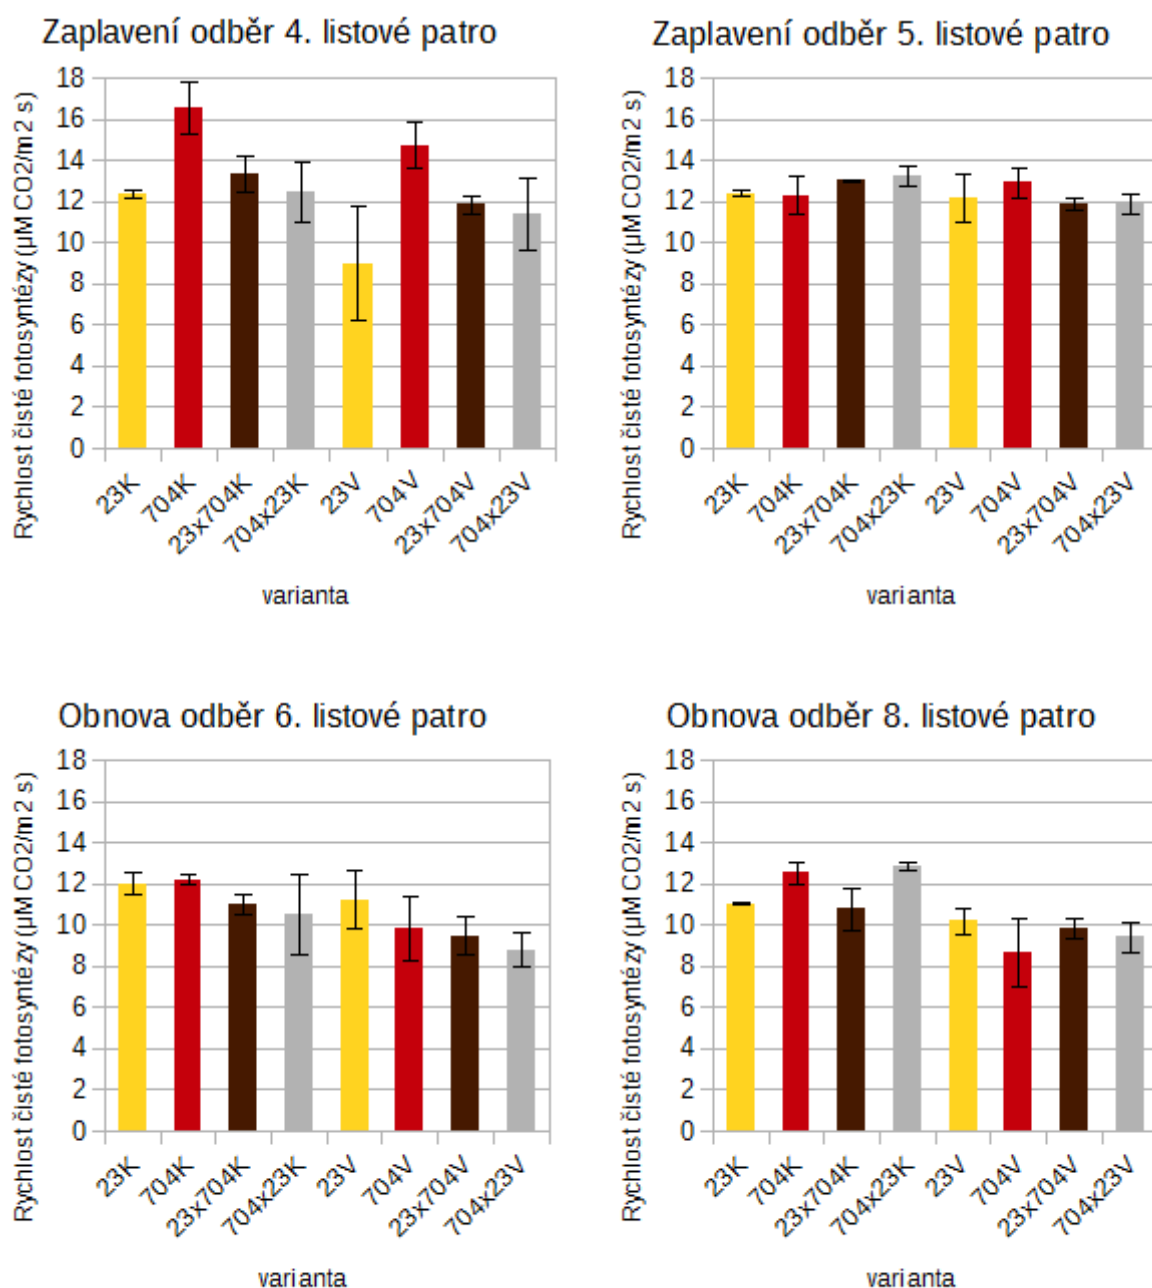 Zaplavení odběr 4. listové patro
Rychlost čisté fotosyntézy (µM CO2/m2 s)
18
16
14
12
10
8
6
4
2
0
23K
704K
23x704K
704x23K
23V
704V
23x704V
704x23V
varianta
Zaplavení odběr 5. listové patro
Rychlost čisté fotosyntézy (µM CO2/m2 s)
18
16
14
12
10
8
6
4
2
0
23K
704K
23x704K
704x23K
23V
704V
23x704V
704x23V
varianta
Obnova odběr 6. listové patro
Rychlost čisté fotosyntézy (µM CO2/m2 s)
18
16
14
12
10
8
6
4
2
0
23K
704K
23x704K
704x23K
23V
704V
23x704V
704x23V
varianta
Obnova odběr 8. listové patro
Rychlost čisté fotosyntézy (µM CO2/m2 s)
18
16
14
12
10
8
6
4
2
0
23K
704K
23x704K
704x23K
23V
704V
23x704V
704x23V
varianta